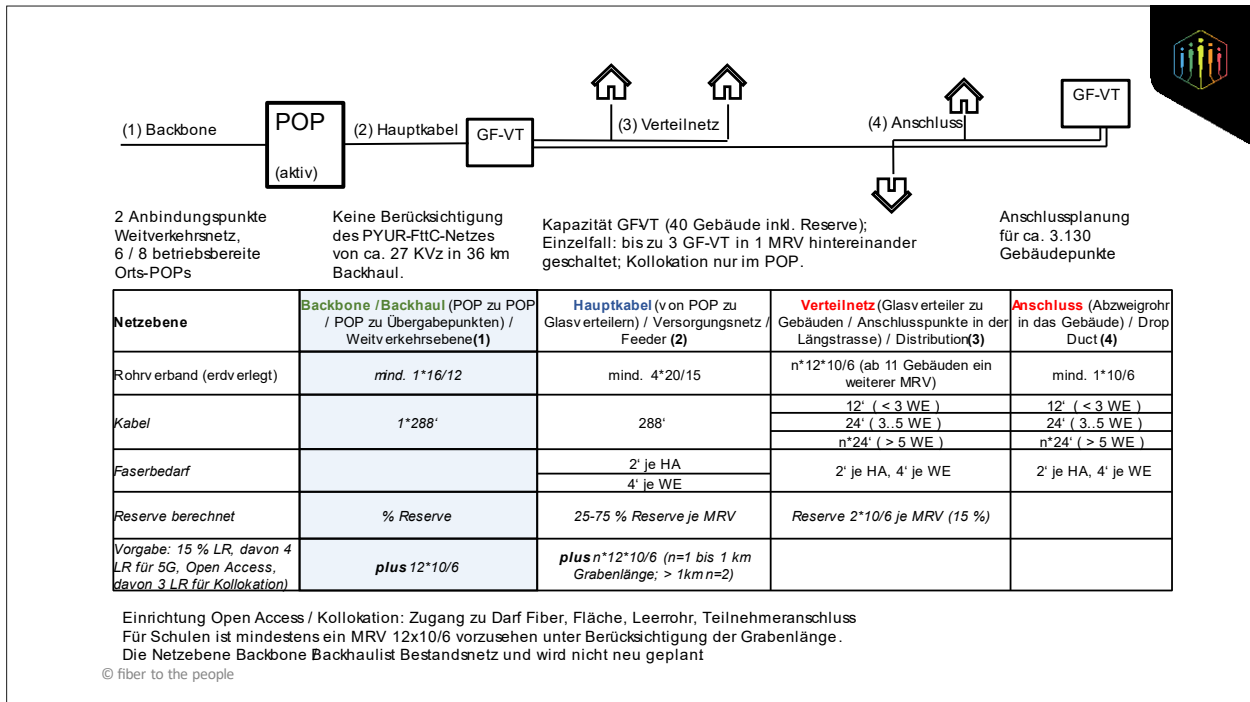 (1) Backbone
POP
(aktiv)
(2) Hauptkabel
GF-VT
(3) Verteilnetz
(4) Anschluss
GF-VT
2 Anbindungspunkte
Weitverkehrsnetz,
6 / 8 betriebsbereite
Orts-POPs
Keine Berücksichtigung
des PYUR-FttC-Netzes
von ca. 27 KVz in 36 km
Backhaul.
Kapazität GFVT (40 Gebäude inkl. Reserve);
Einzelfall: bis zu 3 GF-VT in 1 MRV hintereinander
geschaltet; Kollokation nur im POP.
Anschlussplanung
für ca. 3.130
Gebäudepunkte
Netzebene
Backbone / Backhaul (POP zu POP
/ POP zu Übergabepunkten) /
Weitverkehrsebene (1)
Hauptkabel (von POP zu
Glasverteilern) / Versorgungsnetz /
Feeder (2)
Verteilnetz (Glasverteiler zu
Gebäuden / Anschlusspunkte in der
Längstrasse) / Distribution (3)
Anschluss (Abzweigrohr
in das Gebäude) / Drop
Duct (4)
Rohrverband (erdverlegt)
mind. 1*16/12
mind. 4*20/15
n*12*10/6 (ab 11 Gebäuden ein
weiterer MRV)
mind. 1*10/6
Kabel
1*288'
288'
12' ( < 3 WE )
24' ( 3..5 WE )
n*24' ( > 5 WE )
12' ( < 3 WE )
24' ( 3..5 WE )
n*24' ( > 5 WE )
Faserbedarf
2' je HA
4' je WE
2' je HA, 4' je WE
2' je HA, 4' je WE
Reserve berechnet
% Reserve
25-75 % Reserve je MRV
Reserve 2*10/6 je MRV (15 %)
Vorgabe: 15 % LR, davon 4
LR für 5G, Open Access,
davon 3 LR für Kollokation)
plus 12*10/6
plus n*12*10/6 (n=1 bis 1 km
Grabenlänge; > 1km n=2)
Einrichtung Open Access / Kollokation: Zugang zu Darf Fiber, Fläche, Leerrohr, Teilnehmeranschluss
Für Schulen ist mindestens ein MRV 12x10/6 vorzusehen unter Berücksichtigung der Grabenlänge.
Die Netzebene Backbone Backhaulist Bestandsnetz und wird nicht neu geplant
© fiber to the people